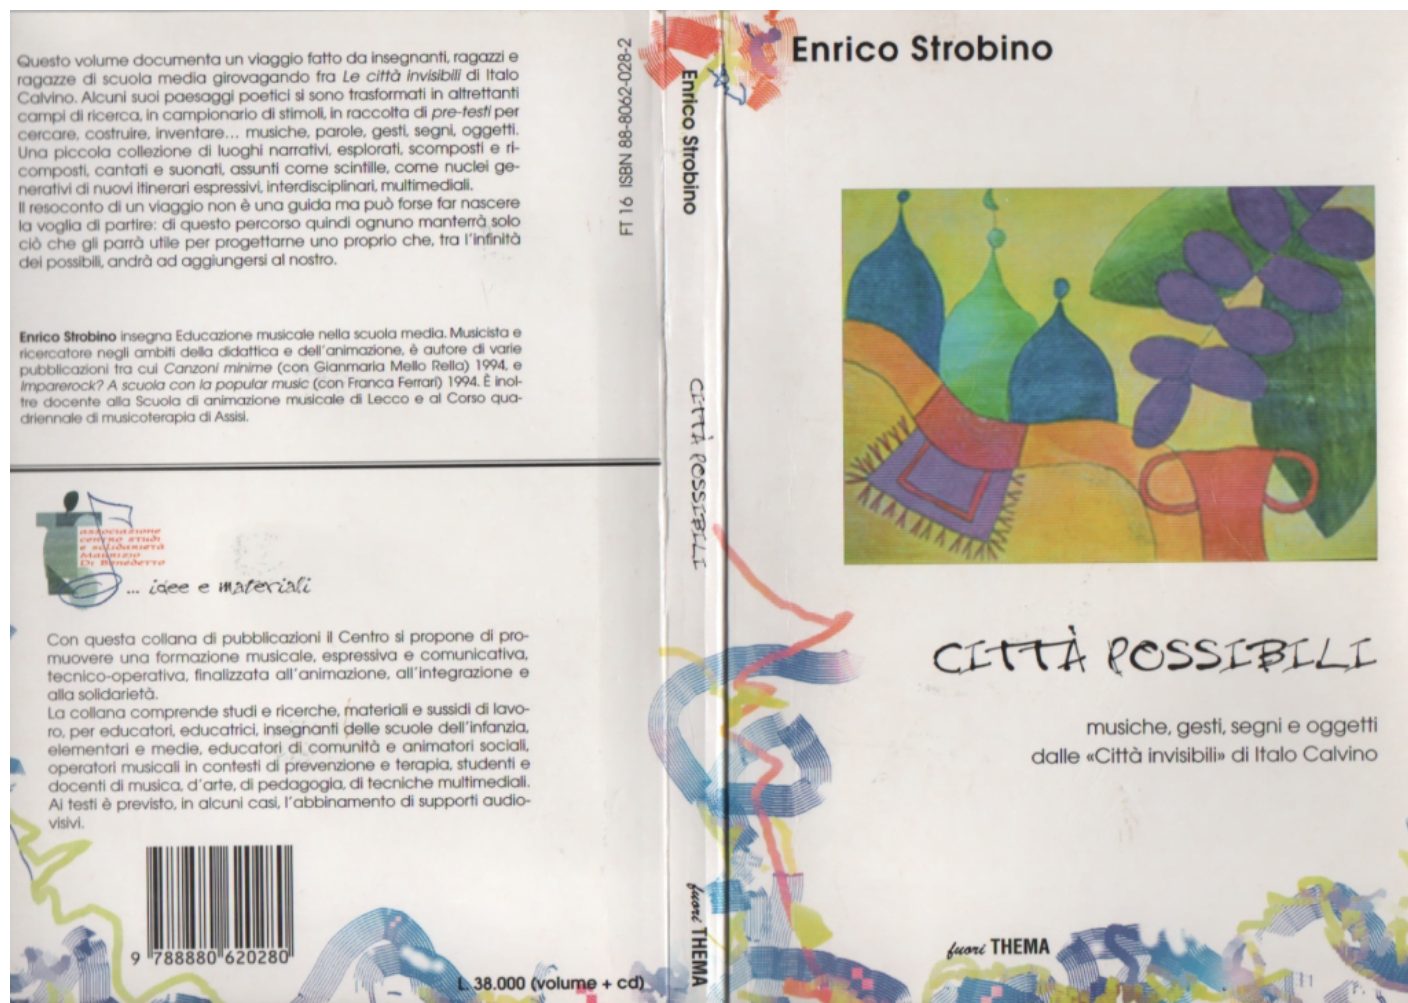 Questo volume documenta un viaggio fatto da insegnanti, ragazzi e
ragazze di scuola media girovagando fra Le città invisibili di Italo
Calvino. Alcuni suoi paesaggi poetici si sono trasformati in altrettanti
campi di ricerca, in campionario di stimoli, in raccolta di pre-testi per
cercare, costruire, inventare... musiche, parole, gesti, segni, oggetti.
Una piccola collezione di luoghi narrativi, esplorati, scomposti e ri-
composti, cantati e suonati, assunti come scintille, come nuclei ge-
nerativi di nuovi itinerari espressivi, interdisciplinari, multimediali.
Il resoconto di un viaggio non è una guida ma può forse far nascere
la voglia di partire: di questo percorso quindi ognuno manterrà solo
ciò che gli parrà utile per progettarne uno proprio che, tra l'infinità
dei possibili, andrà ad aggiungersi al nostro.
Enrico Strobino insegna Educazione musicale nella scuola media. Musicista e
ricercatore negli ambiti della didattica e dell'animazione, è autore di varie
pubblicazioni tra cui Canzoni minime (con Gianmaria Mello Rella) 1994, e
Imparerock? A scuola con la popular music (con Franca Ferrari) 1994. È inol-
tre docente alla Scuola di animazione musicale di Lecco e al Corso qua-
driennale di musicoterapia di Assisi.
associazione
centro studi
e solidarietà
Maurizio
Di Benedetto
... idee e materiali
Con questa collana di pubblicazioni il Centro si propone di pro-
muovere una formazione musicale, espressiva e comunicativa,
tecnico-operativa, finalizzata all'animazione, all'integrazione e
alla solidarietà.
La collana comprende studi e ricerche, materiali e sussidi di lavo-
ro, per educatori, educatrici, insegnanti delle scuole dell'infanzia,
elementari e medie, educatori di comunità e animatori sociali,
operatori musicali in contesti di prevenzione e terapia, studenti e
docenti di musica, d'arte, di pedagogia, di tecniche multimediali.
Ai testi è previsto, in alcuni casi, l'abbinamento di supporti audio-
visivi.
9 788880 620280
L. 38.000 (volume + cd)
FT 16 ISBN 88-8062-028-2
Enrico Strobino
CITTÀ POSSIBILI
fuori THEMA
Enrico Strobino
CITTÀ POSSIBILI
musiche, gesti, segni e oggetti
dalle «Città invisibili» di Italo Calvino
fuori THEMA